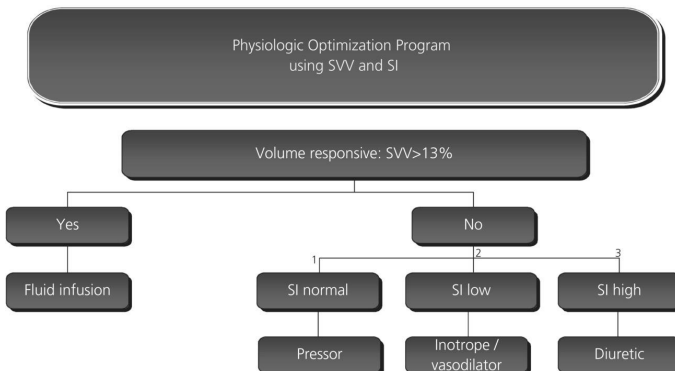 Physiologic Optimization Program
using SVV and SI
Volume responsive: SVV>13%
Yes
No
1
2
3
Fluid infusion
SI normal
SI low
SI high
Pressor
Inotrope /
vasodilator
Diuretic